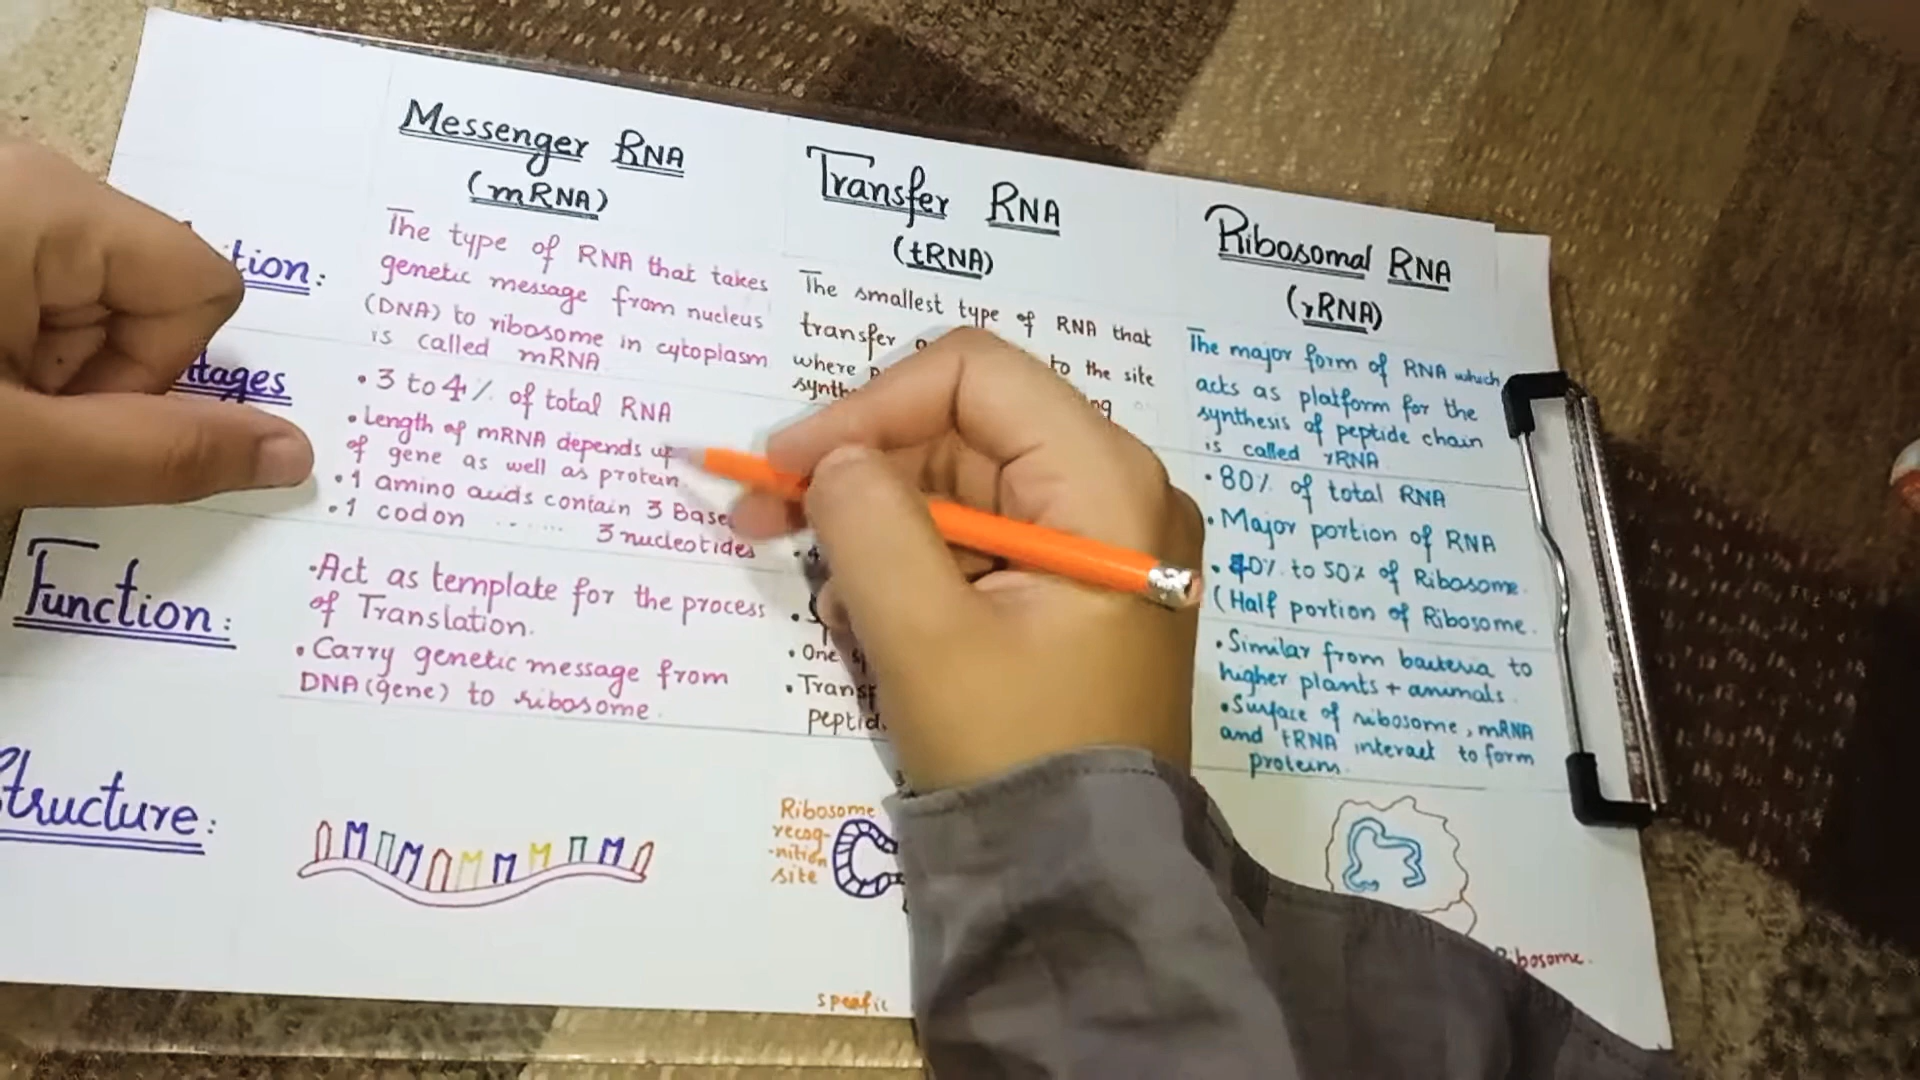 Messenger RNA
(mRNA)
Transfer RNA
(tRNA)
Ribosomal RNA
(rRNA)
tion:
The type of RNA that takes
genetic message from nucleus
(DNA) to ribosome in cytoplasm
is called mRNA.
The smallest type of RNA that
transfer
where to the site
The major form of RNA which
acts as platform for the
synthesis of peptide chain
is called rRNA
tages
• 3 to 4% of total RNA
• Length of mRNA depends up
of gene as well as protein.
• 1 amino acids contain 3 Base
• 1 codon ...... 3 nucleotides
• 80% of total RNA
• Major portion of RNA
• 40% to 50% of Ribosome.
(Half portion of Ribosome.
Function:
• Act as template for the process
of Translation.
• Carry genetic message from
DNA (gene) to ribosome.
• One
• Trans
peptid
• Similar from bacteria to
higher plants + animals.
• Surface of ribosome, mRNA
and tRNA interact to form
proteins.
Structure:
Ribosome
recog-
-nition
site
specific
Ribosome.